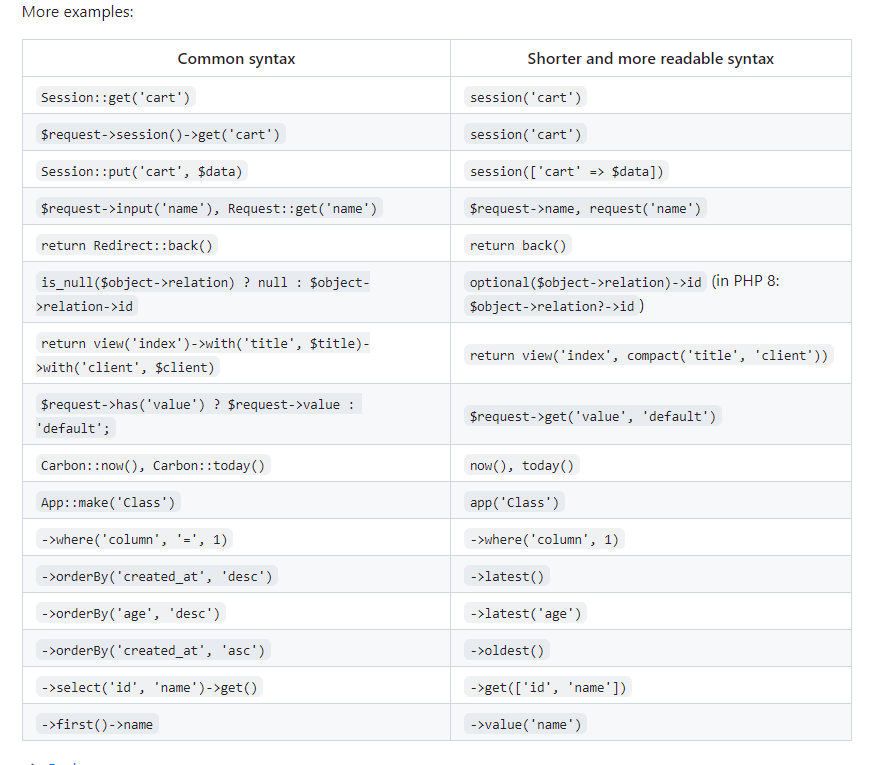 More examples:
Common syntax Shorter and more readable syntax
Session::get('cart') session('cart')
$request->session()->get('cart') session('cart')
Session::put('cart', $data) session(['cart' => $data])
$request->input('name'), Request::get('name') $request->name, request('name')
return Redirect::back() return back()
is_null($object->relation) ? null : $object-
>relation->id
optional($object->relation)->id (in PHP 8:
$object->relation?->id )
return view('index')->with('title', $title)-
>with('client', $client)
return view('index', compact('title', 'client'))
$request->has('value') ? $request->value :
'default';
$request->get('value', 'default')
Carbon::now(), Carbon::today() now(), today()
App::make('Class') app('Class')
->where('column', '=', 1) ->where('column', 1)
->orderBy('created_at', 'desc') ->latest()
->orderBy('age', 'desc') ->latest('age')
->orderBy('created_at', 'asc') ->oldest()
->select('id', 'name')->get() ->get(['id', 'name'])
->first()->name ->value('name')